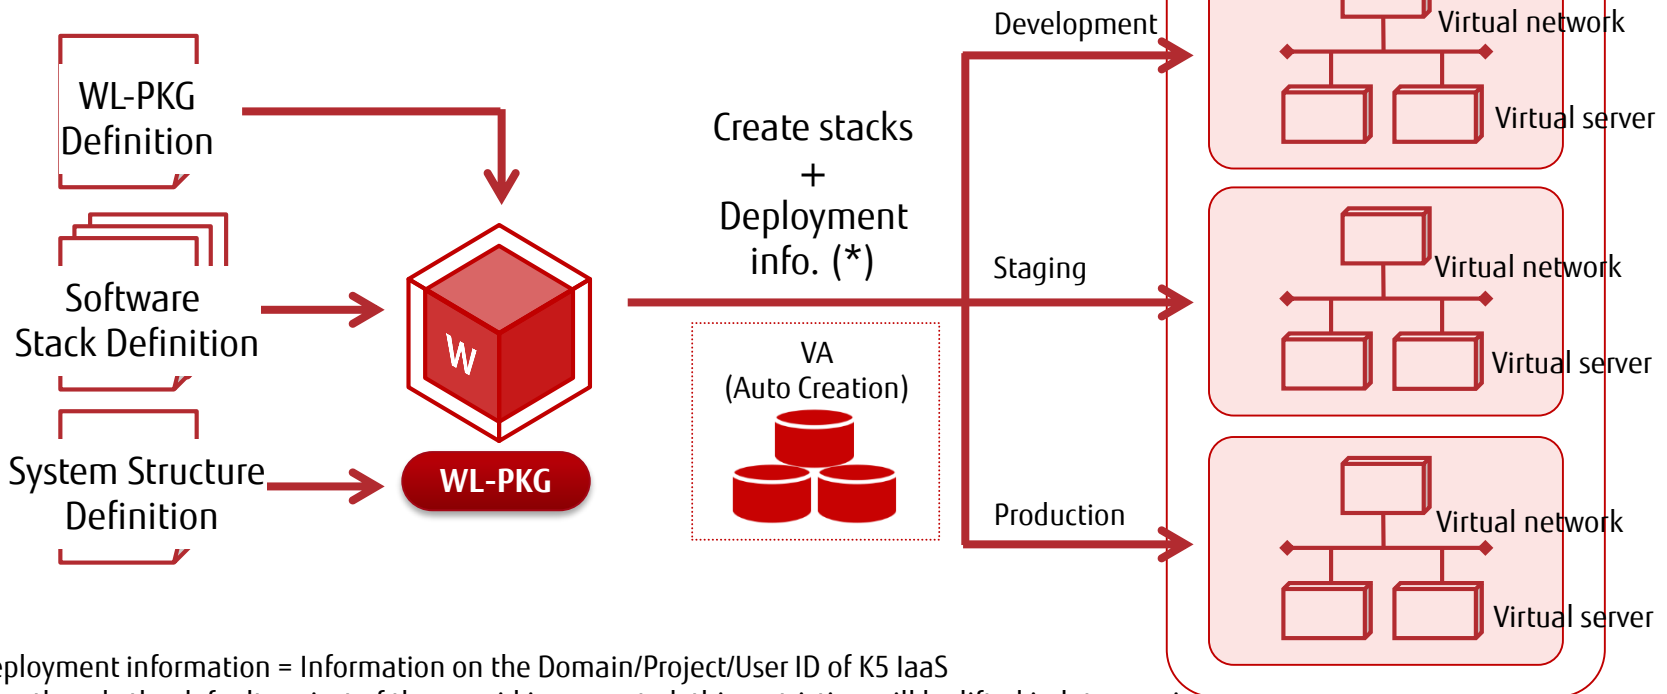 WL-PKG
Definition
Software
Stack Definition
System Structure
Definition
W
WL-PKG
Create stacks
+
Deployment
info. (*)
VA
(Auto Creation)
Development
Staging
Production
Virtual network
Virtual server
Virtual network
Virtual server
Virtual network
Virtual server
eployment information = Information on the Domain/Project/User ID of K5 IaaS